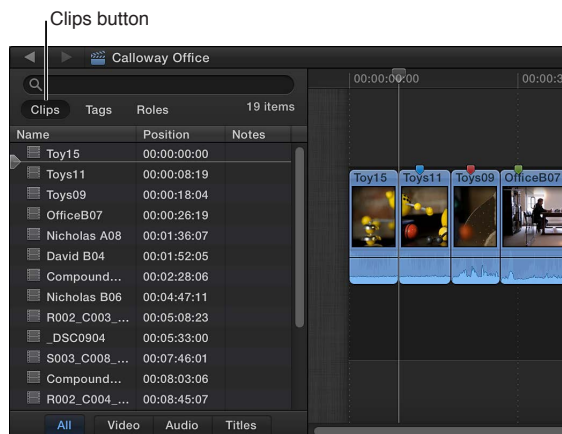 Clips button
Calloway Office
Clips Tags Roles 19 items
Name Position Notes
Toy15 00:00:00:00
Toys11 00:00:08:19
Toys09 00:00:18:04
OfficeB07 00:00:26:19
Nicholas A08 00:01:36:07
David B04 00:01:52:05
Compound... 00:02:28:06
Nicholas B06 00:04:47:11
R002_C003_... 00:05:08:23
_DSC0904 00:05:33:00
S003_C008_... 00:07:46:01
Compound... 00:08:03:06
R002_C004_... 00:08:45:07
All Video Audio Titles
00:00:00:00 00:00:3
Toy15 Toys11 Toys09 OfficeB07